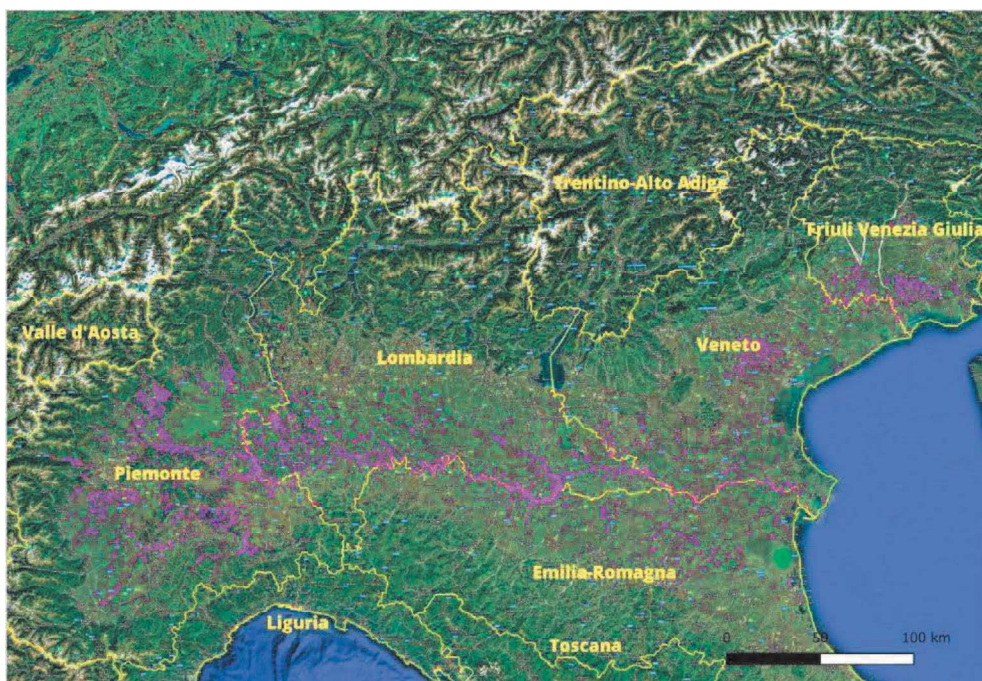 Trentino-Alto Adige
Friuli Venezia Giulia
Valle d'Aosta
Lombardia
Veneto
Piemonte
Emilia-Romagna
Liguria
Toscana
0 50 100 km